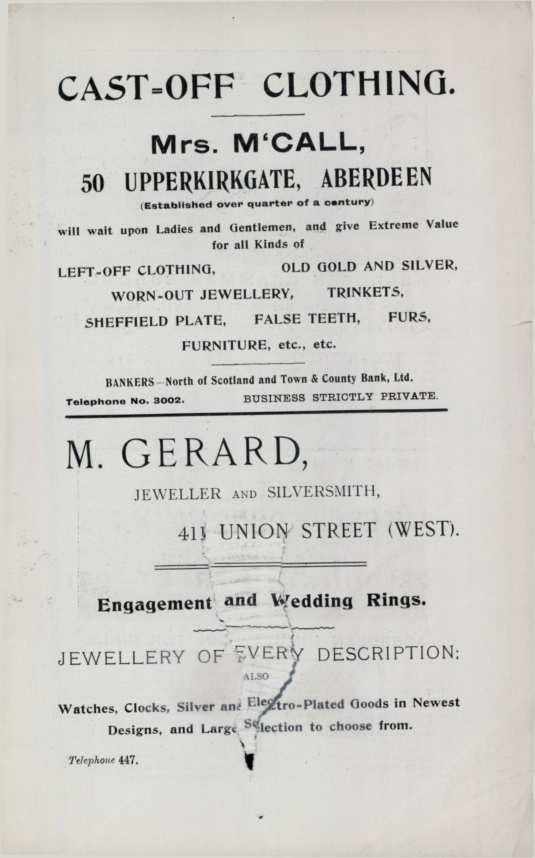 CAST=OFF CLOTHING.
Mrs. M‘CALL,
50 UPPERKIRKGATE, ABERDEEN
(Established over quarter of a century)
will wait upon Ladies and Gentlemen, and give Extreme Value
for all Kinds of
LEFT-OFF CLOTHING, OLD GOLD AND SILVER,
WORN-OUT JEWELLERY, TRINKETS,
SHEFFIELD PLATE, FALSE TEETH, FURS,
FURNITURE, etc., etc.
BANKERS—North of Scotland and Town & County Bank, Ltd.
Telephone No. 3002. BUSINESS STRICTLY PRIVATE.
M. GERARD,
JEWELLER AND SILVERSMITH,
411 UNION STREET (WEST).
Engagement and Wedding Rings.
JEWELLERY OF EVERY DESCRIPTION;
ALSO
Watches, Clocks, Silver and Electro-Plated Goods in Newest
Designs, and Large Selection to choose from.
Telephone 447.